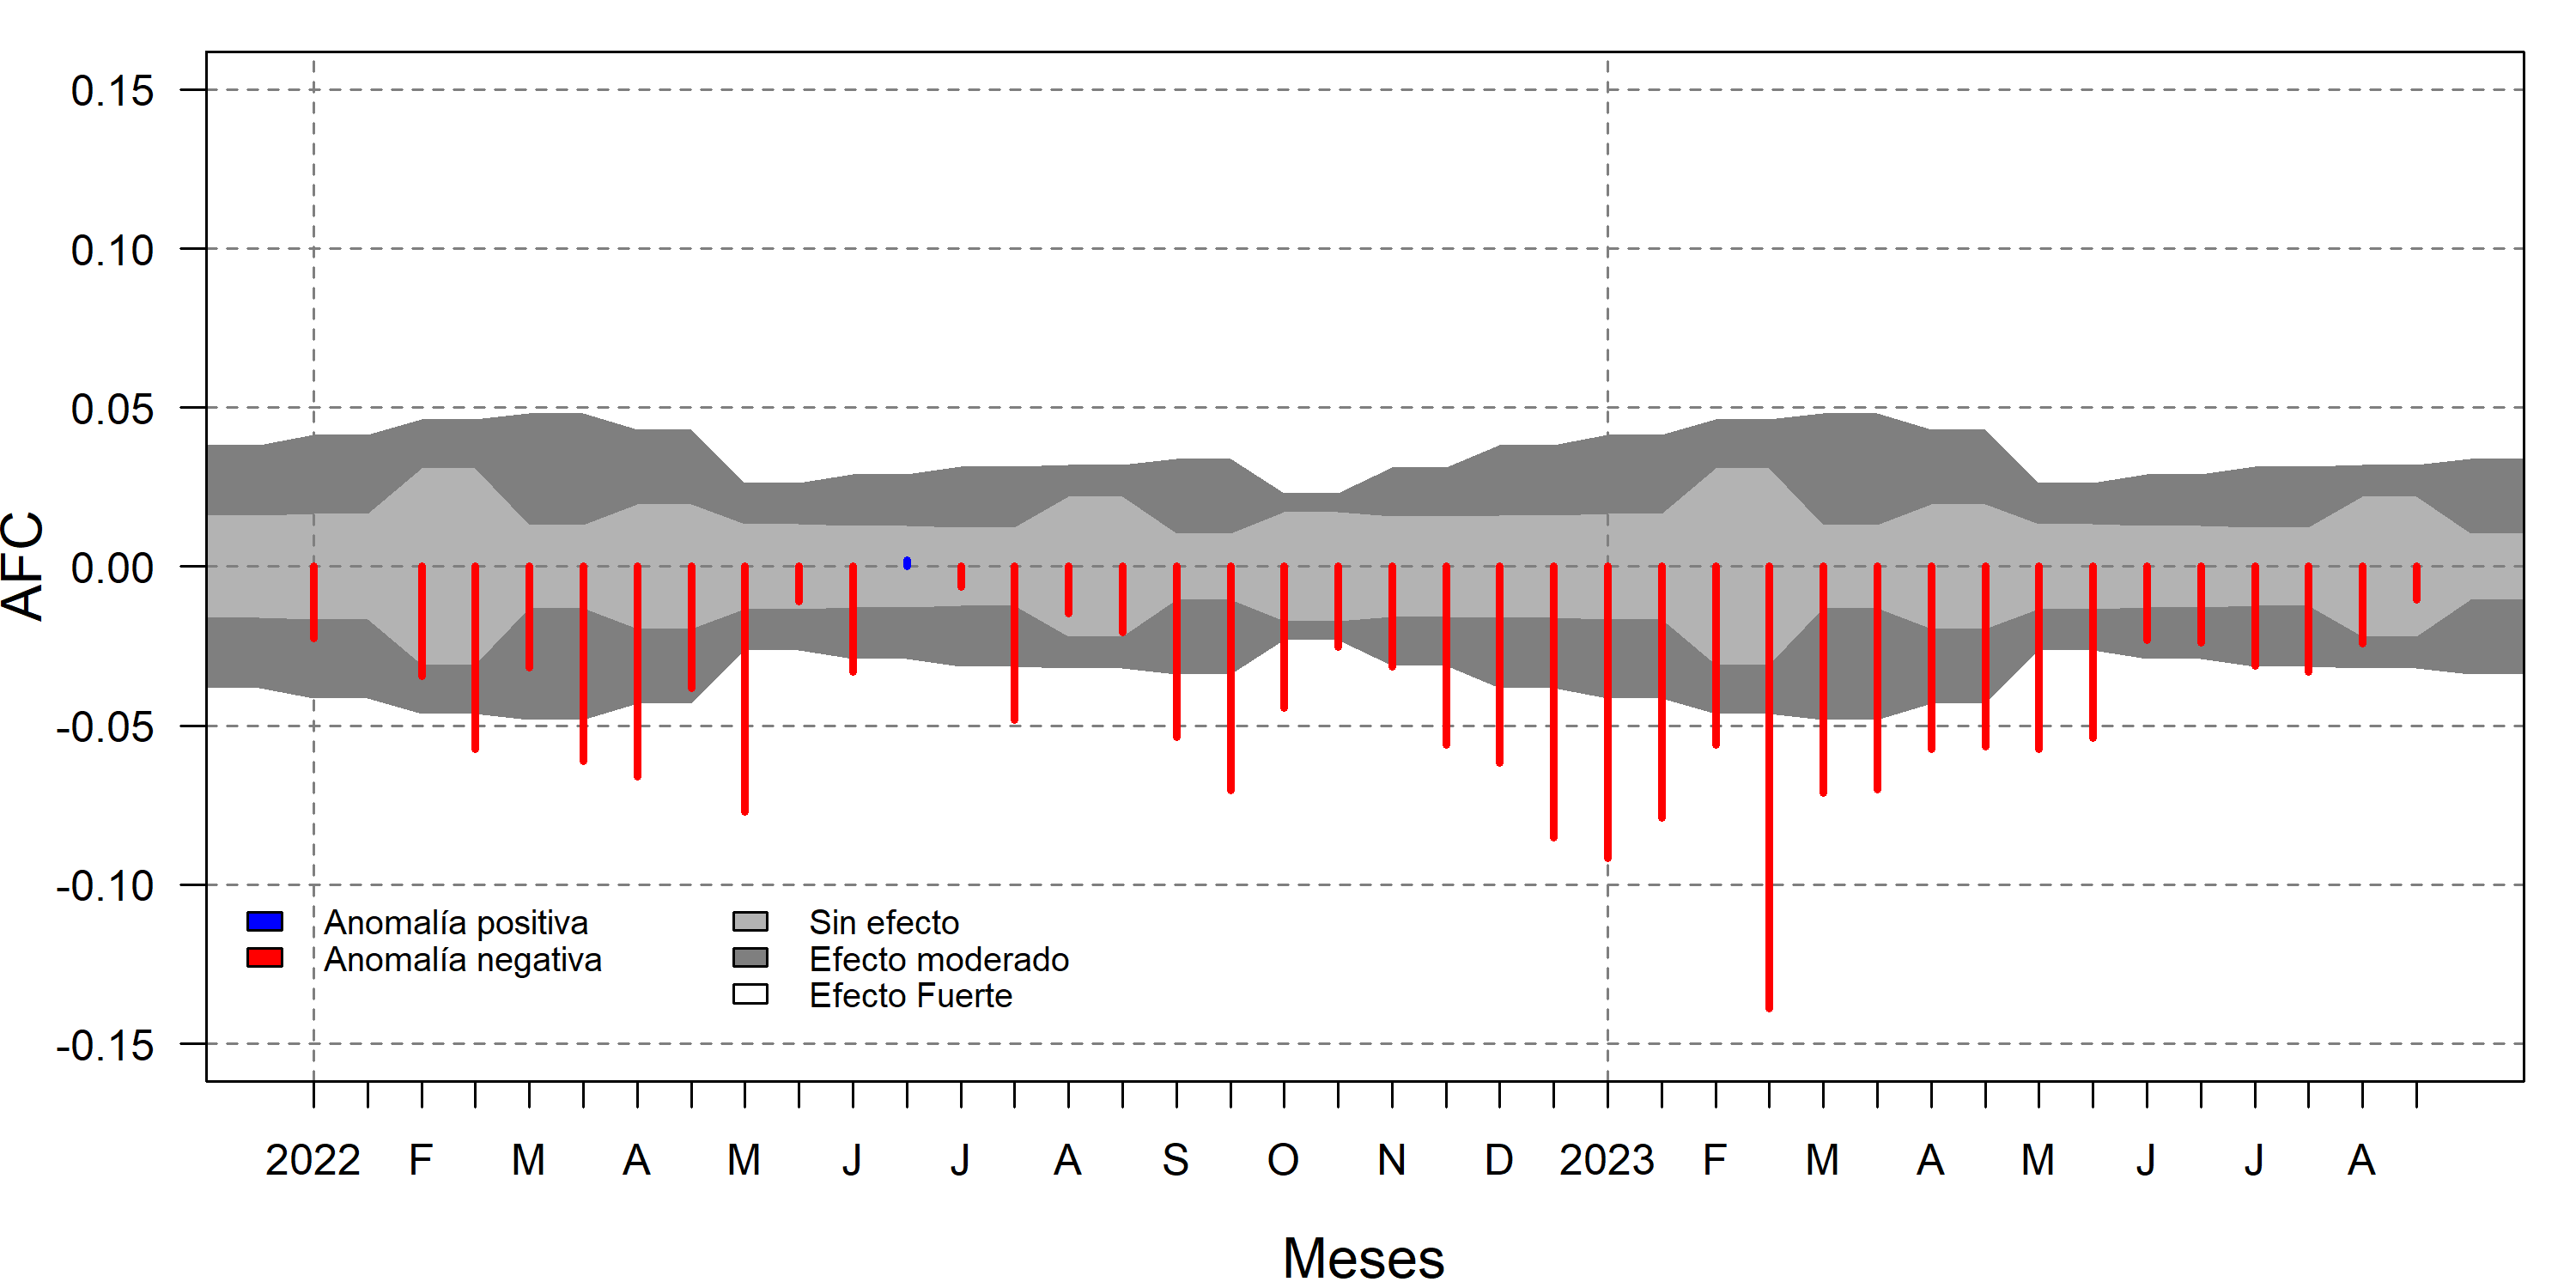 0.15
0.10
0.05
0.00
-0.05
-0.10
-0.15
AFC
Anomalía positiva
Anomalía negativa
Sin efecto
Efecto moderado
Efecto Fuerte
2022 F M A M J J A S O N D 2023 F M A M J J A
Meses